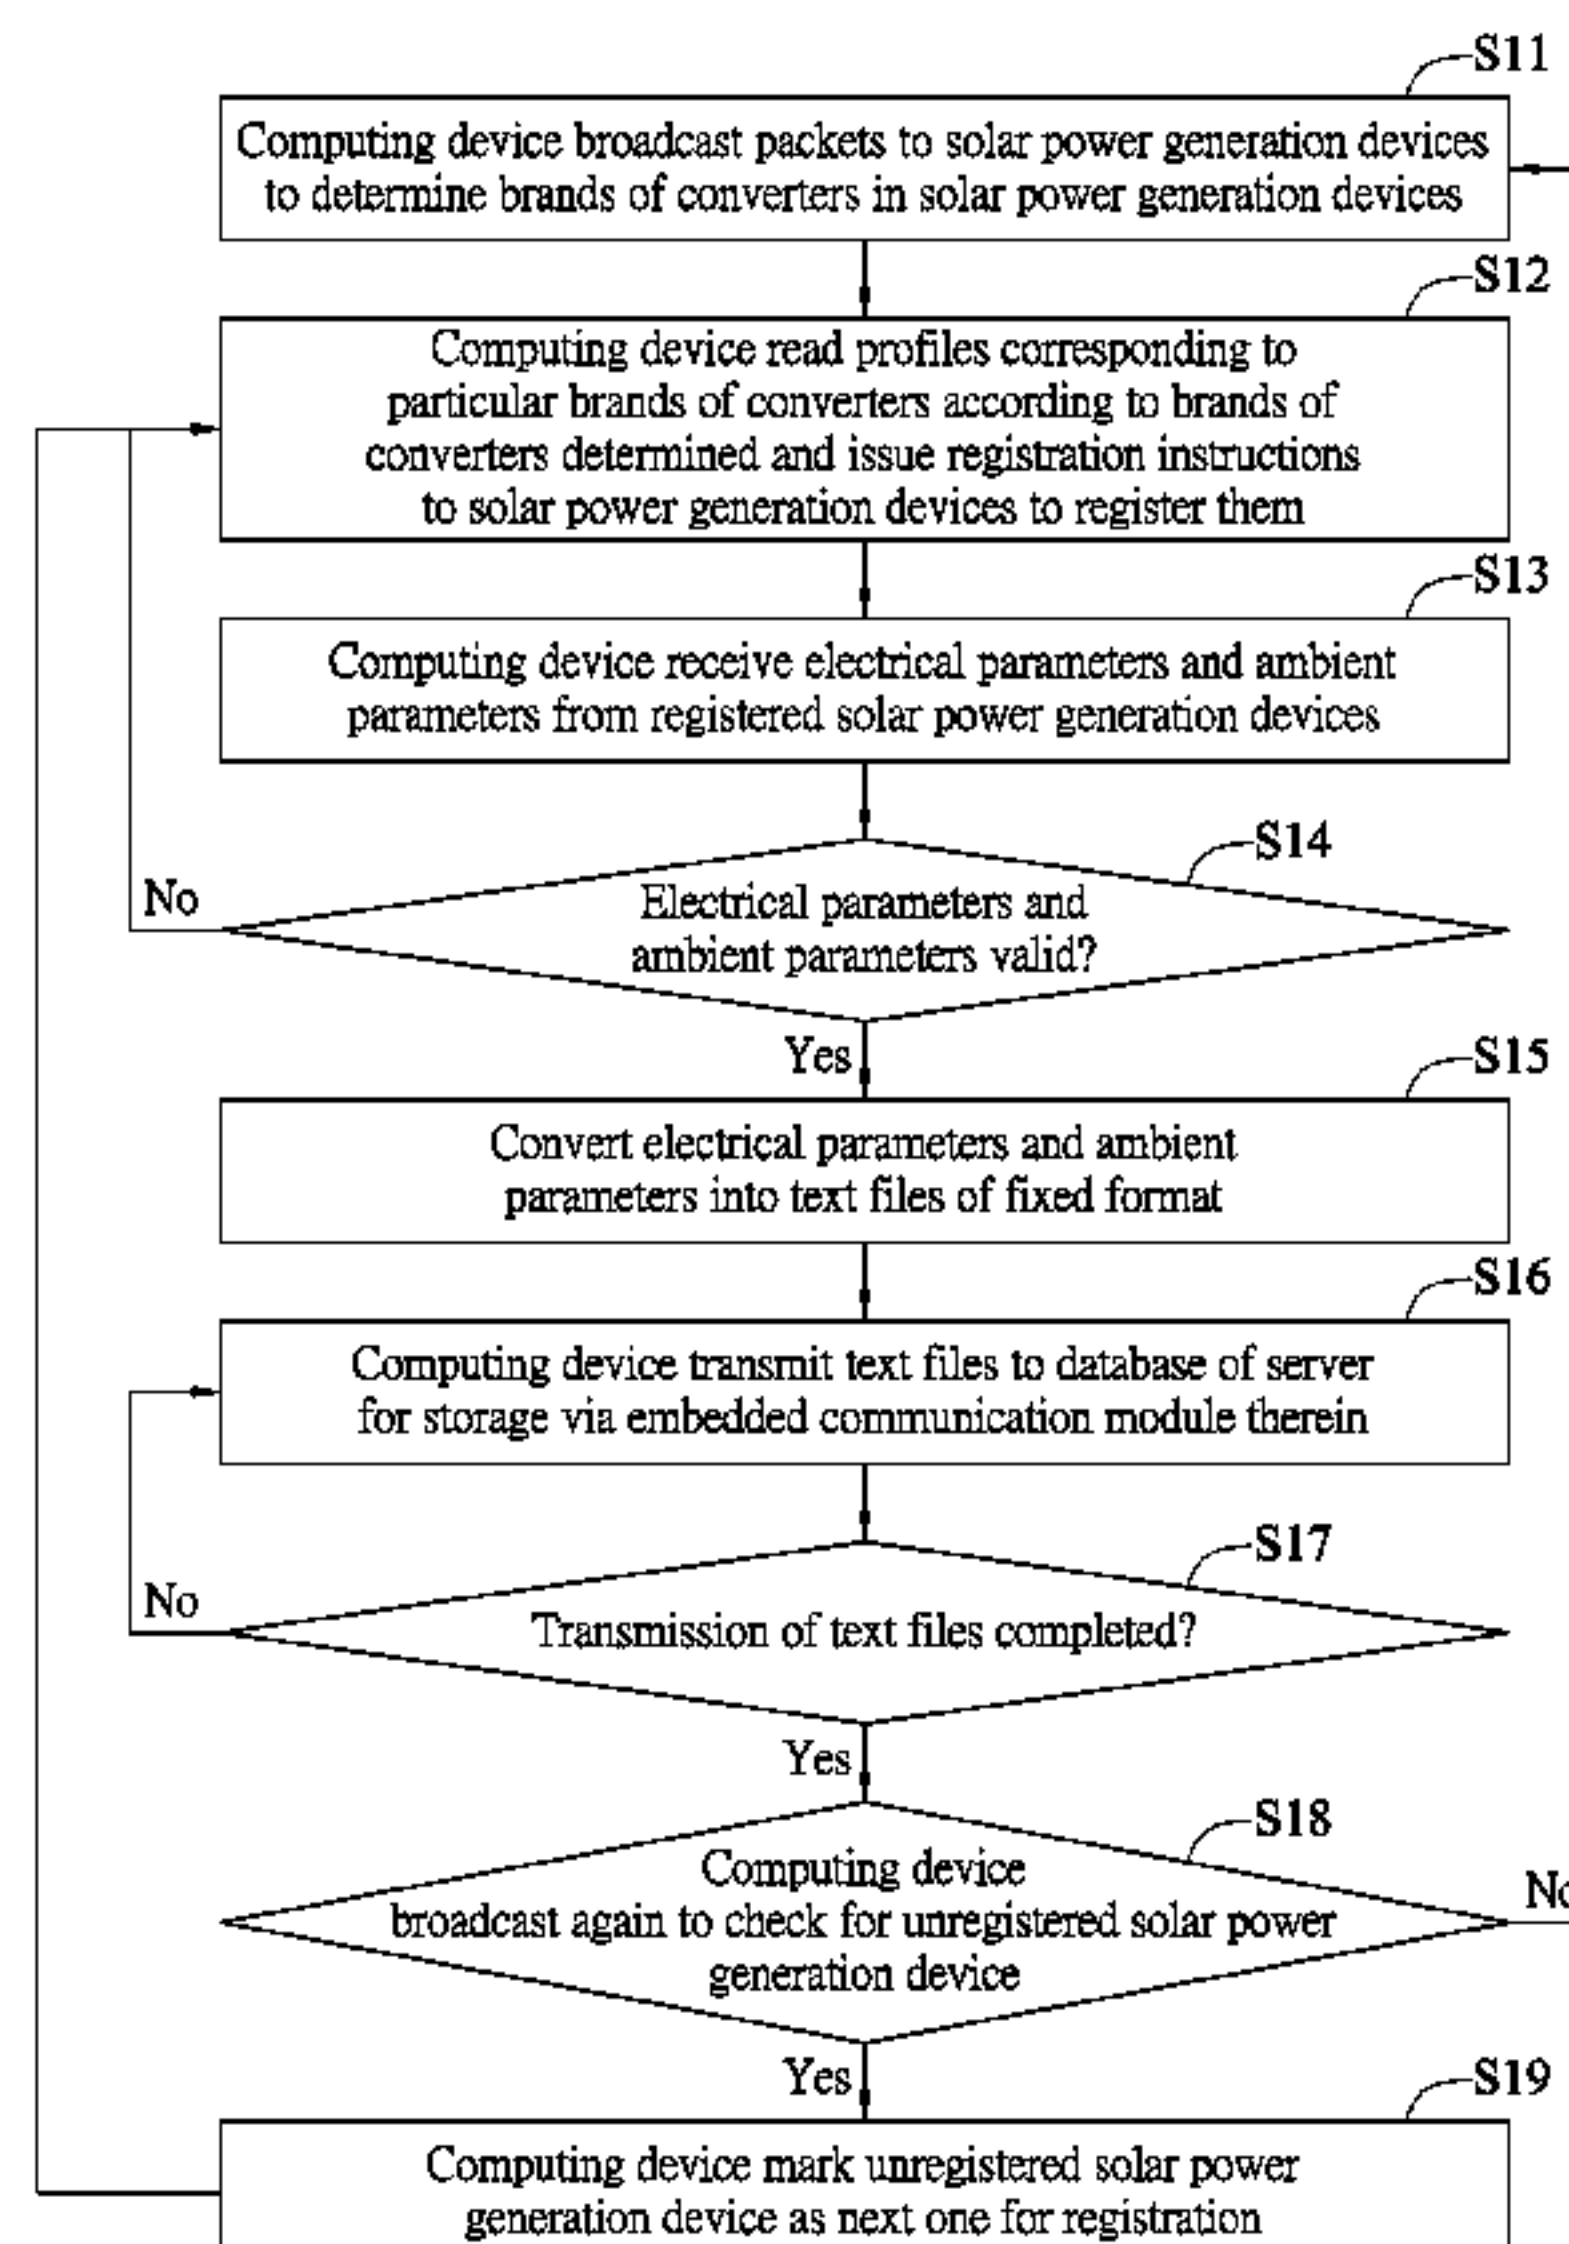 S11
Computing device broadcast packets to solar power generation devices
to determine brands of converters in solar power generation devices
S12
Computing device read profiles corresponding to
particular brands of converters according to brands of
converters determined and issue registration instructions
to solar power generation devices to register them
S13
Computing device receive electrical parameters and ambient
parameters from registered solar power generation devices
S14
No
Electrical parameters and
ambient parameters valid?
Yes
S15
Convert electrical parameters and ambient
parameters into text files of fixed format
S16
Computing device transmit text files to database of server
for storage via embedded communication module therein
S17
No
Transmission of text files completed?
Yes
S18
Computing device
broadcast again to check for unregistered solar power
generation device
No
Yes
S19
Computing device mark unregistered solar power
generation device as next one for registration